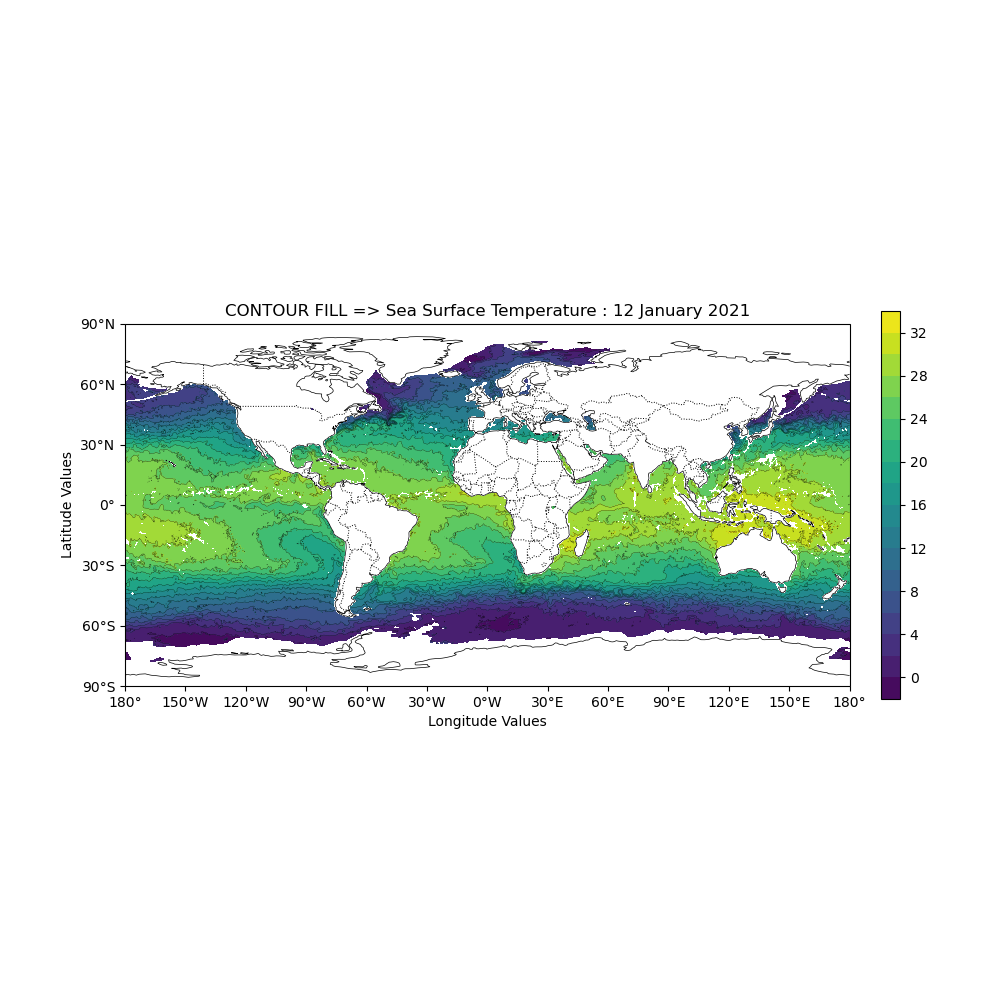 CONTOUR FILL => Sea Surface Temperature : 12 January 2021
90°N
60°N
30°N
0°
30°S
60°S
90°S
Latitude Values
180° 150°W 120°W 90°W 60°W 30°W 0°W 30°E 60°E 90°E 120°E 150°E 180°
Longitude Values
32
28
24
20
16
12
8
4
0